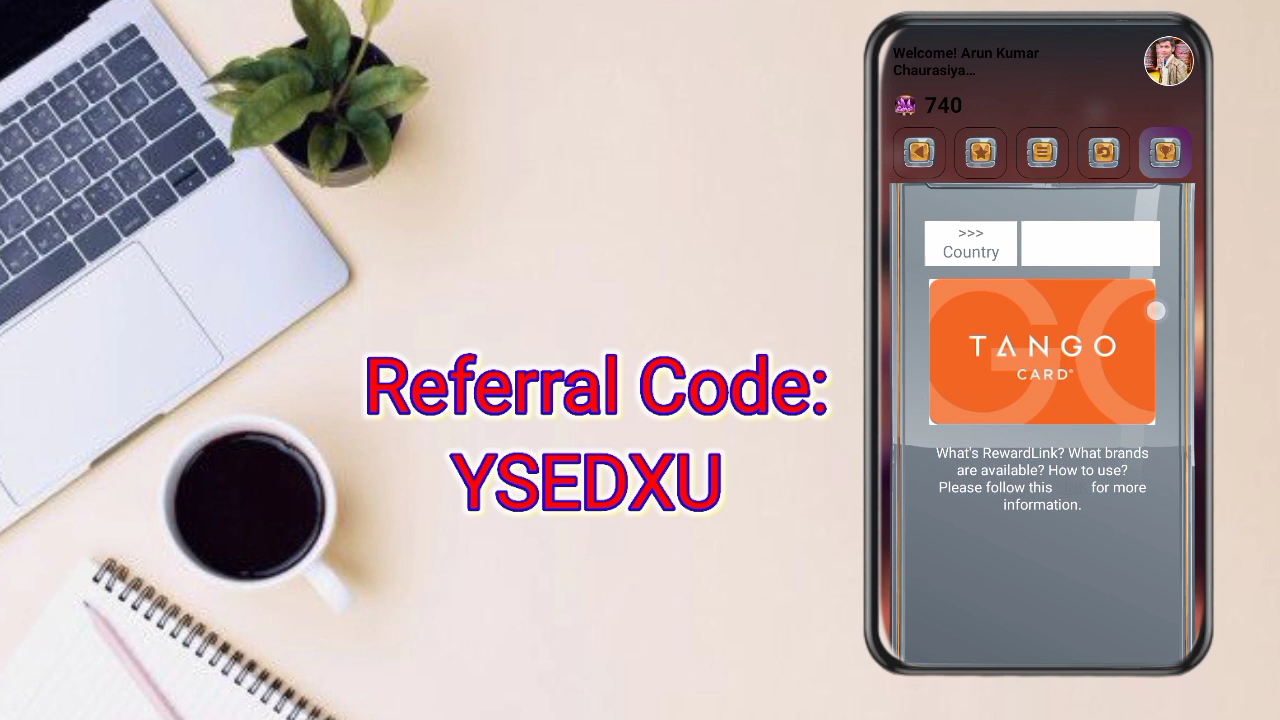 Welcome! Arun Kumar
Chaurasiya...
740
>>>
Country
TANGO
CARD®
What's RewardLink? What brands
are available? How to use?
Please follow this for more
information.
Referral Code:
YSEDXU